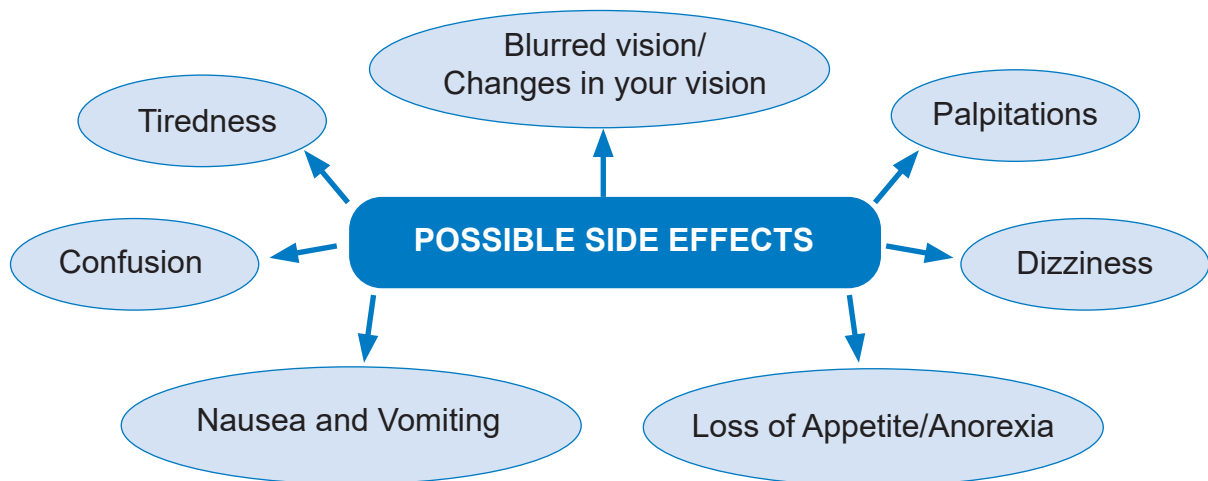 Blurred vision/
Changes in your vision
Tiredness
Palpitations
POSSIBLE SIDE EFFECTS
Confusion
Dizziness
Nausea and Vomiting
Loss of Appetite/Anorexia